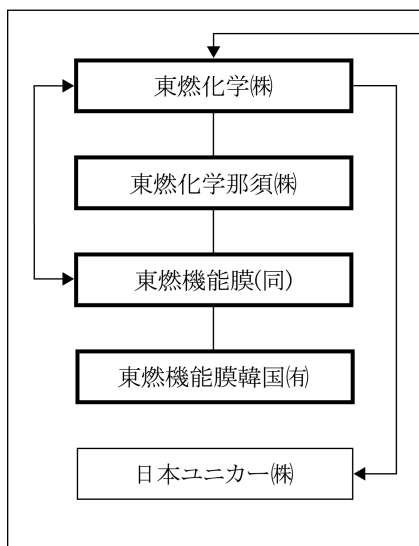 東燃化学㈱
東燃化学那須㈱
東燃機能膜(同)
東燃機能膜韓国㈲
日本ユニカー㈱